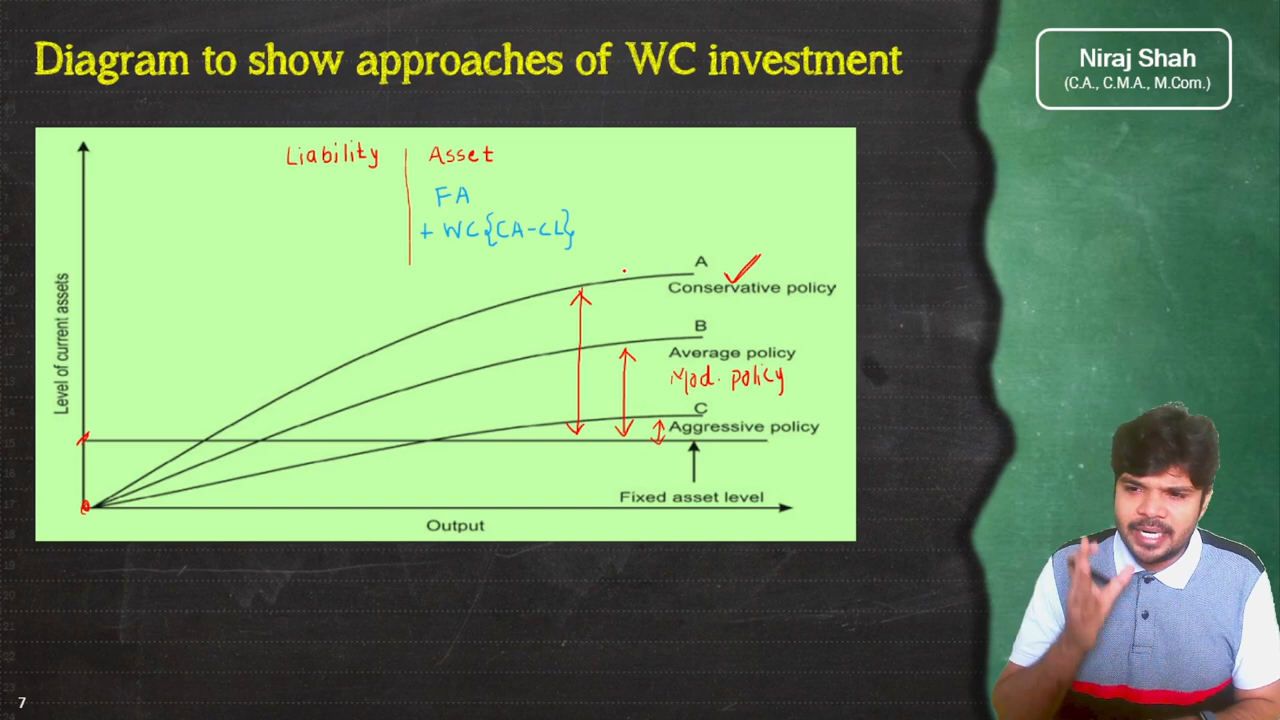 Diagram to show approaches of WC investment
Niraj Shah
(C.A., C.M.A., M.Com.)
Liability
Asset
FA
+ WC{CA-CL}
Level of current assets
A
Conservative policy
B
Average policy
Mod. policy
C
Aggressive policy
Fixed asset level
Output
7